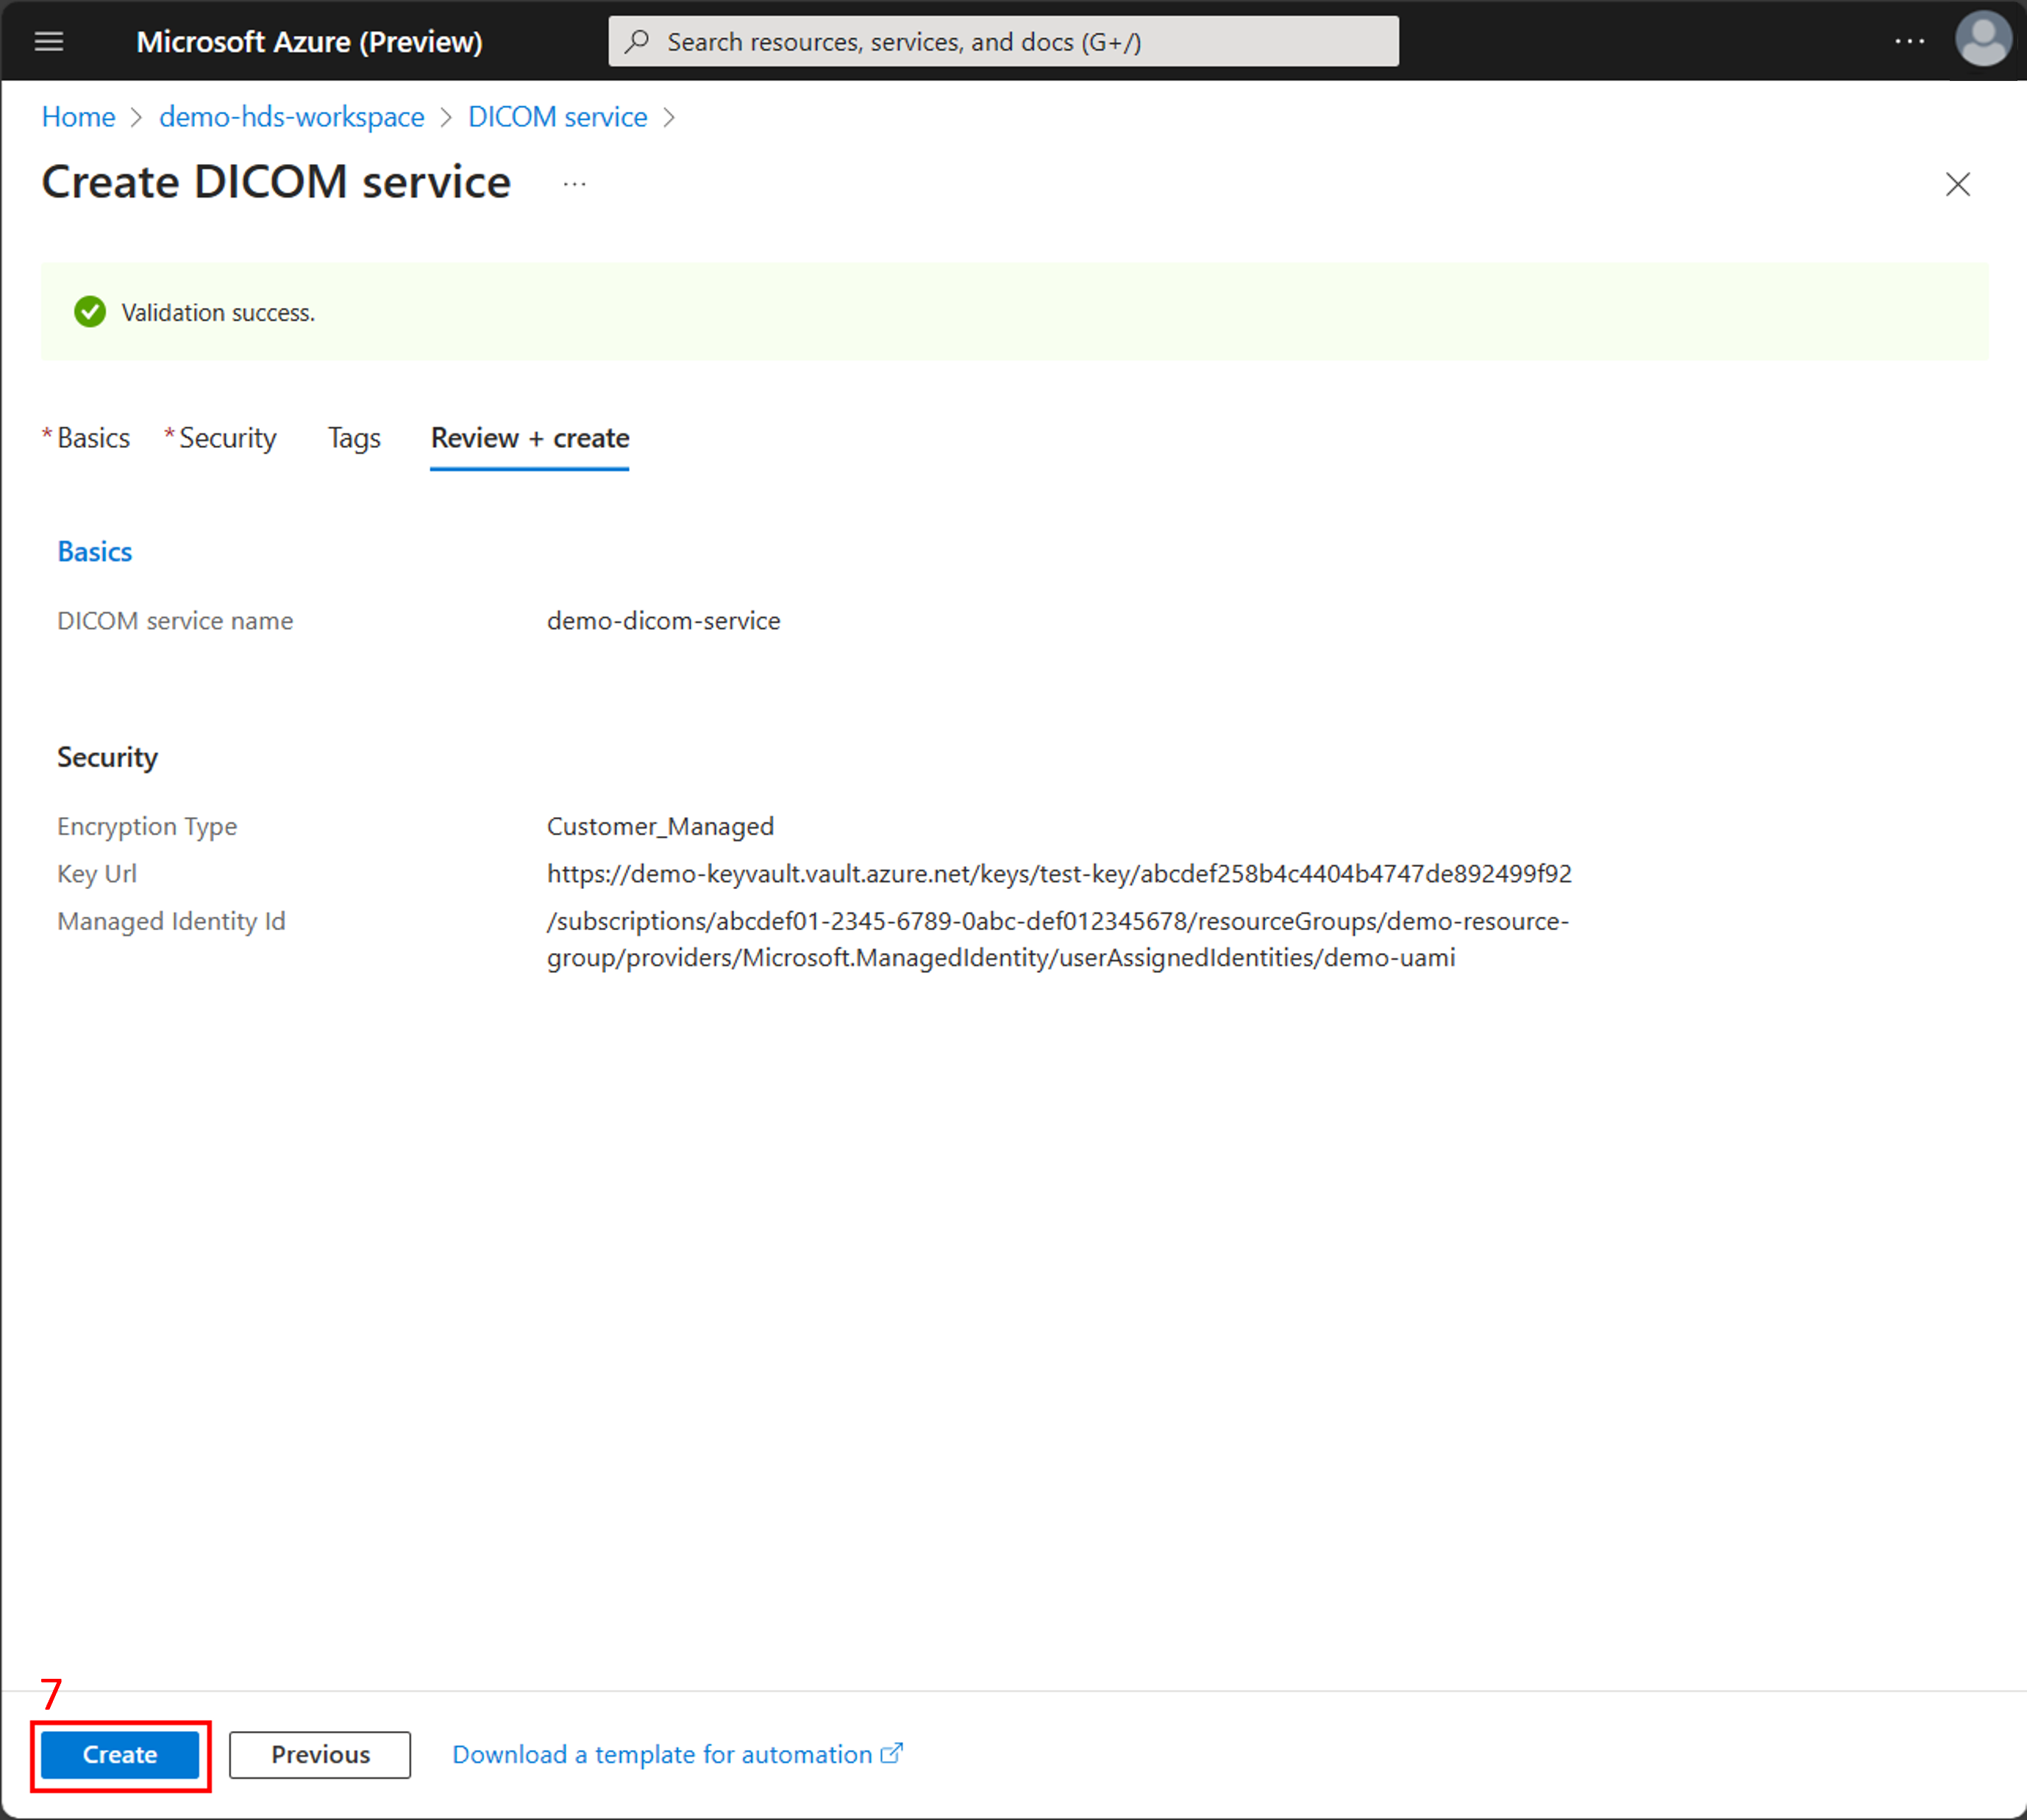 Microsoft Azure (Preview)
Search resources, services, and docs (G+/)
Home > demo-hds-workspace > DICOM service >
Create DICOM service ...
Validation success.
* Basics * Security Tags Review + create
Basics
DICOM service name demo-dicom-service
Security
Encryption Type Customer_Managed
Key Url https://demo-keyvault.vault.azure.net/keys/test-key/abcdef258b4c4404b4747de892499f92
Managed Identity Id /subscriptions/abcdef01-2345-6789-0abc-def012345678/resourceGroups/demo-resource-
group/providers/Microsoft.ManagedIdentity/userAssignedIdentities/demo-uami
7
Create Previous Download a template for automation